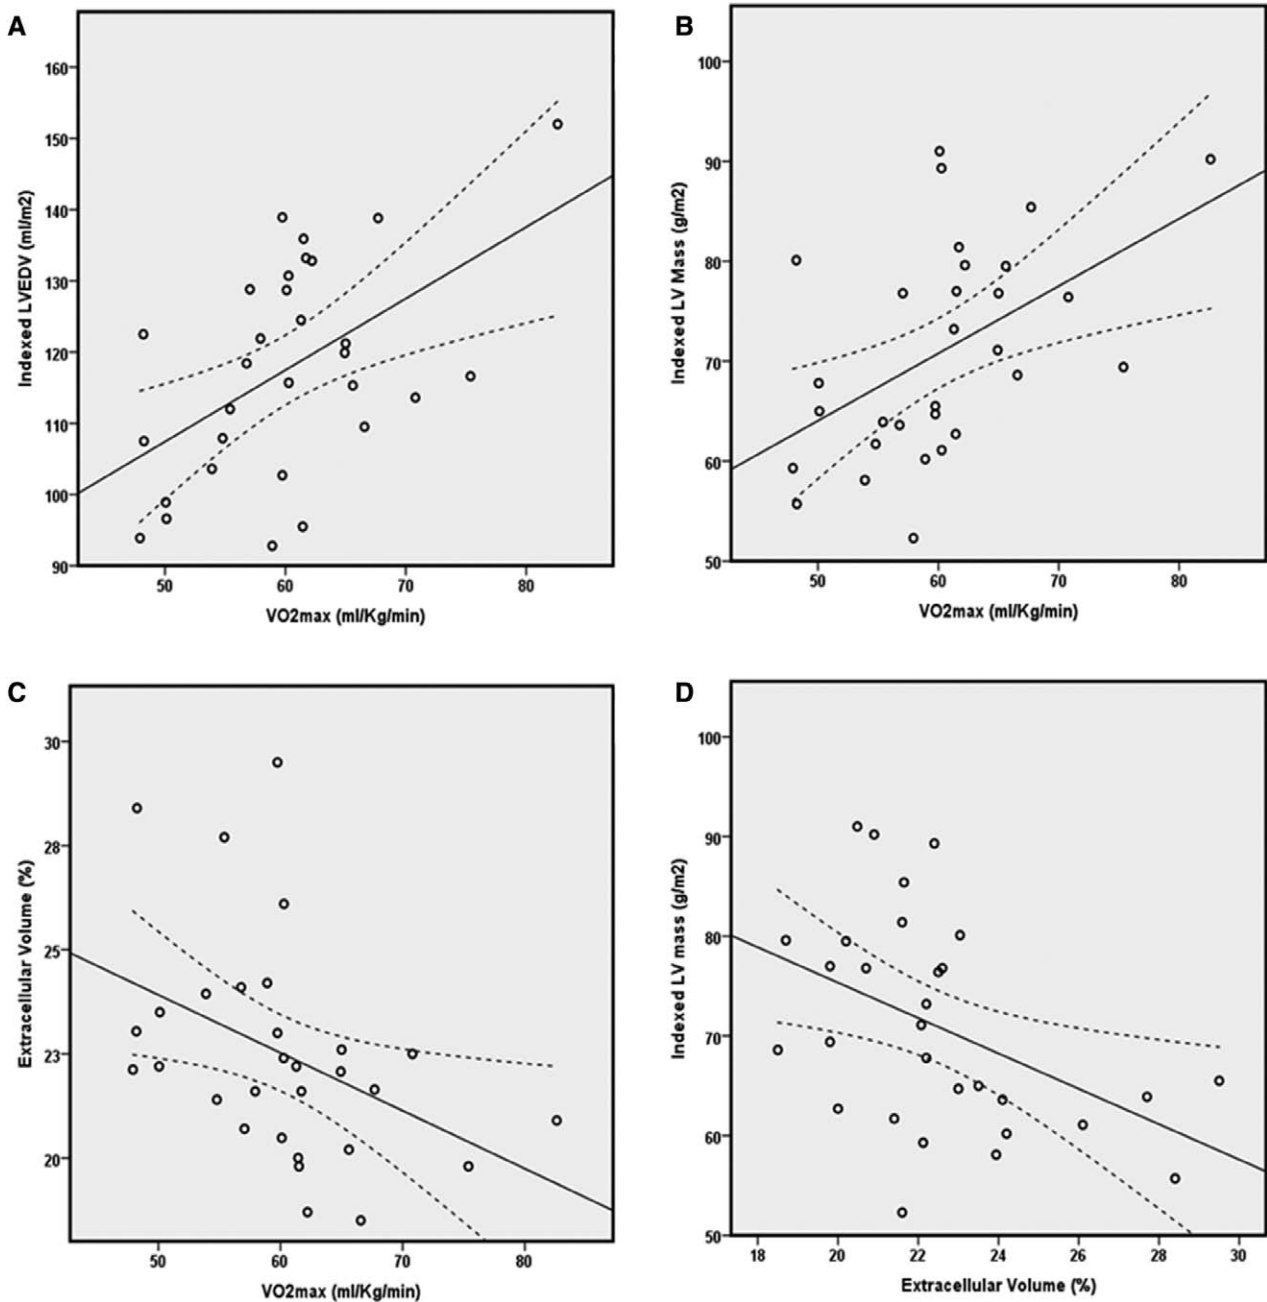 A
160
150
140
130
120
110
100
90
Indexed LVEDV (ml/m2)
50 60 70 80
VO2max (ml/Kg/min)
B
100
90
80
70
60
50
Indexed LV Mass (g/m2)
50 60 70 80
VO2max (ml/Kg/min)
C
30
28
25
23
20
Extracellular Volume (%)
50 60 70 80
VO2max (ml/Kg/min)
D
100
90
80
70
60
50
Indexed LV mass (g/m2)
18 20 22 24 26 28 30
Extracellular Volume (%)